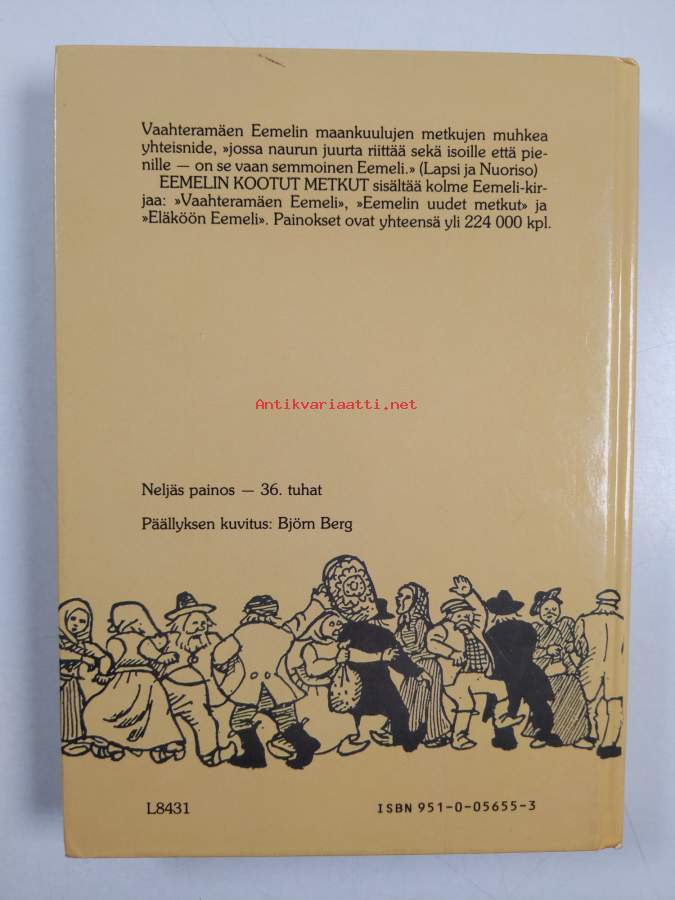 Vaahteramäen Eemelin maankuulujen metkujen muhkea
yhteisnide, »jossa naurun juurta riittää sekä isoille että pie-
nille — on se vaan semmoinen Eemeli.» (Lapsi ja Nuoriso)
EEMELIN KOOTUT METKUT sisältää kolme Eemeli-kir-
jaa: »Vaahteramäen Eemeli», »Eemelin uudet metkut» ja
»Eläköön Eemeli». Painokset ovat yhteensä yli 224 000 kpl.
Antikvariaatti.net
Neljäs painos — 36. tuhat
Päällyksen kuvitus: Björn Berg
L8431
ISBN 951-0-05655-3